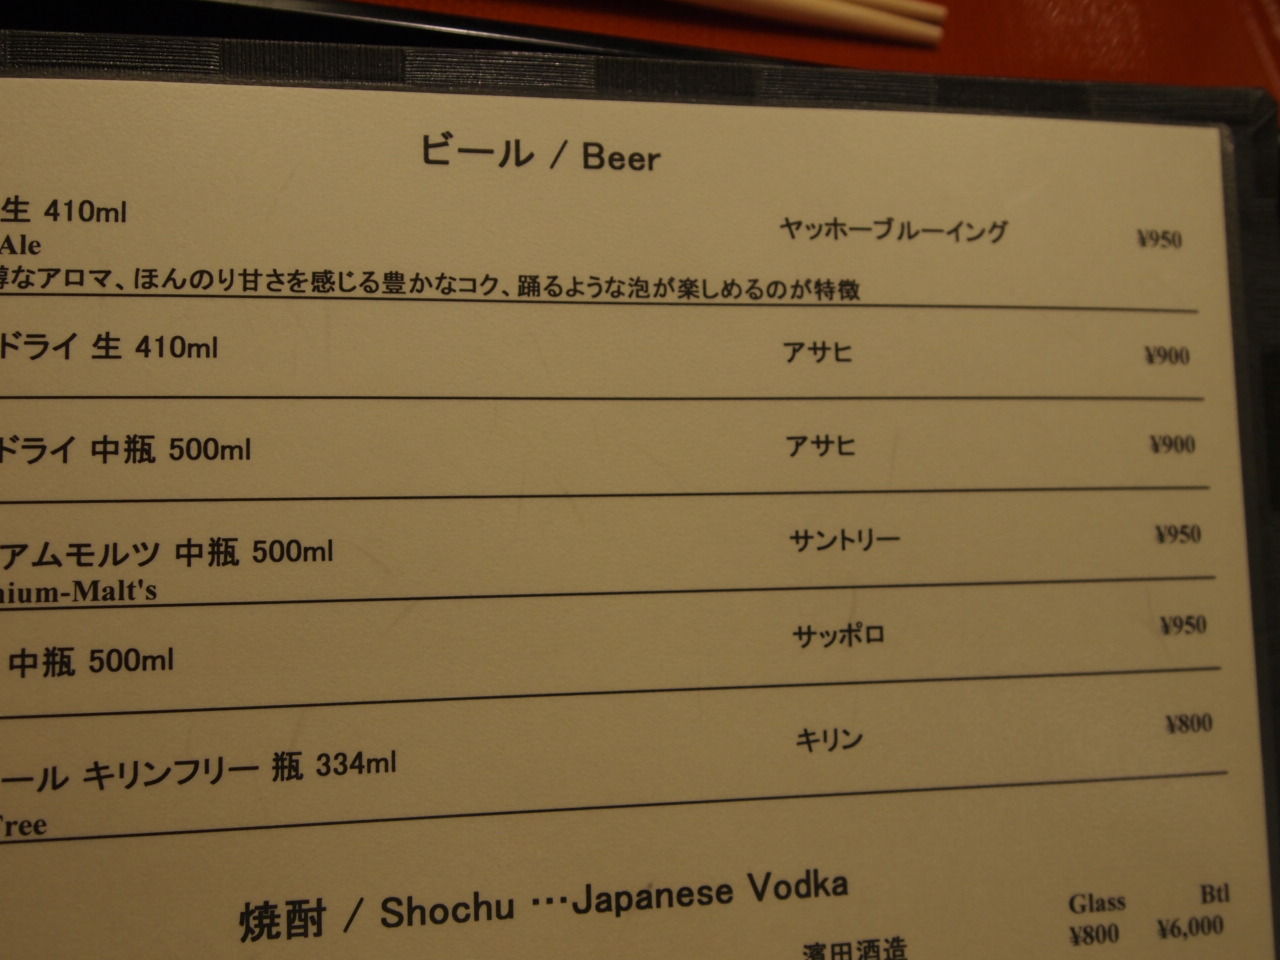 ビール / Beer
生 410ml ヤッホーブルーイング ¥950
Ale
なアロマ、ほんのり甘さを感じる豊かなコク、踊るような泡が楽しめるのが特徴
ドライ 生 410ml アサヒ ¥900
ドライ 中瓶 500ml アサヒ ¥900
アムモルツ 中瓶 500ml サントリー ¥950
nium-Malt's
中瓶 500ml サッポロ ¥950
ール キリンフリー 瓶 334ml キリン ¥800
Free
焼酎 / Shochu …Japanese Vodka
Glass Btl
濱田酒造 ¥800 ¥6,000